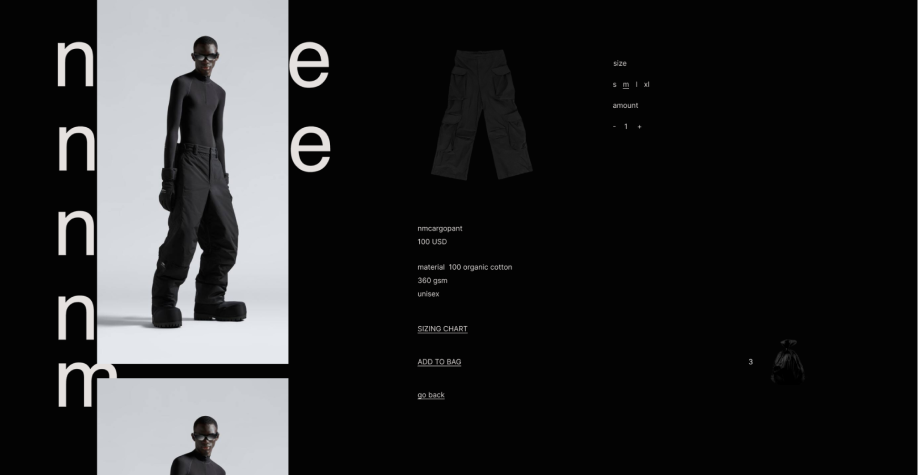 n e
n e
n
n
m
size
s m l xl
amount
- 1 +
nmcargopant
100 USD
material 100 organic cotton
360 gsm
unisex
SIZING CHART
ADD TO BAG
3
go back